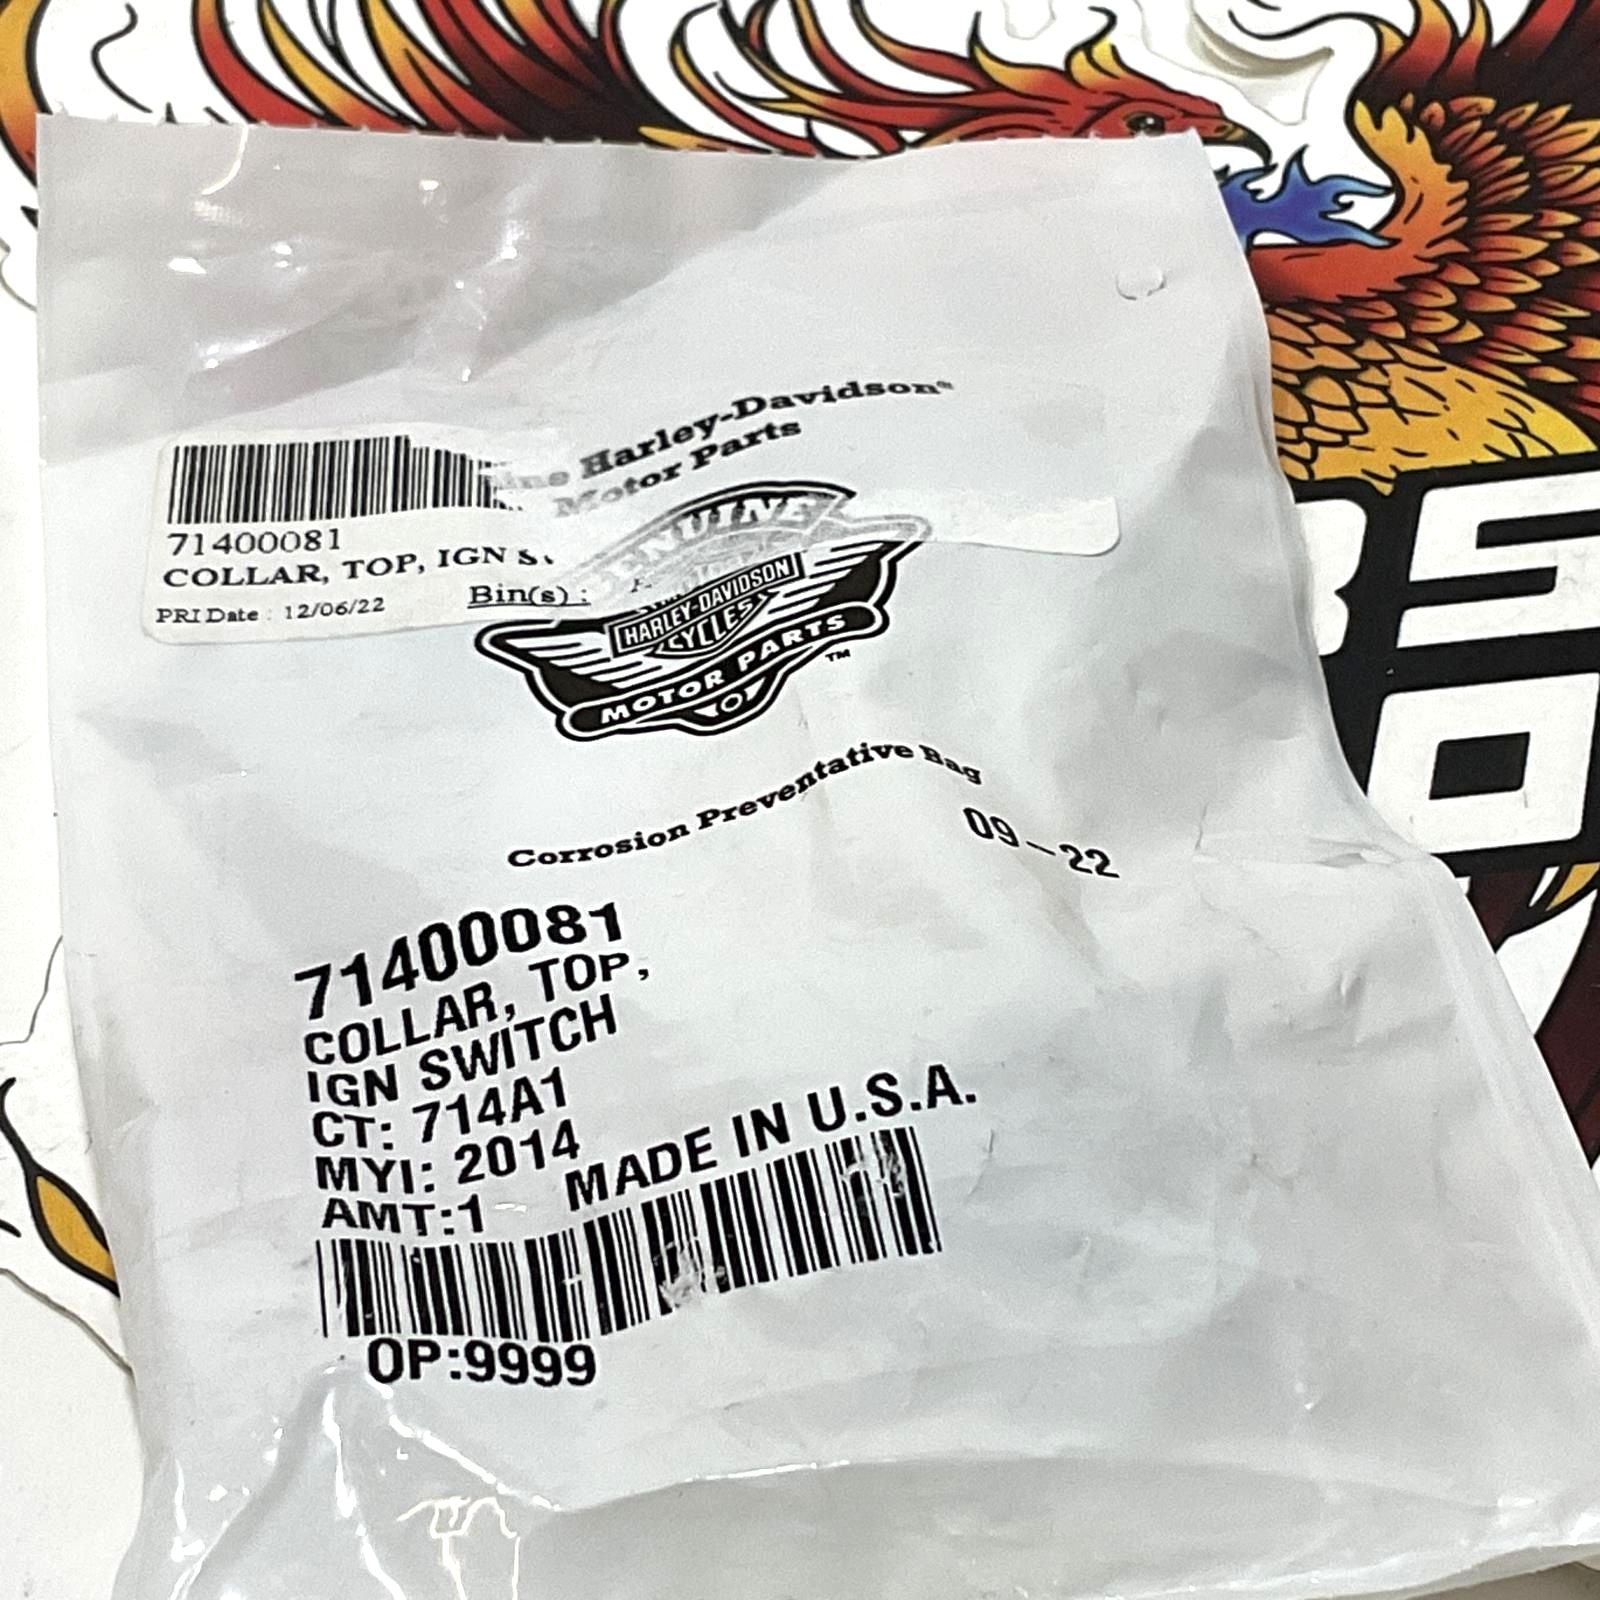 Harley-Davidson®
Motor Parts
71400081
COLLAR, TOP, IGN
PRI Date : 12/06/22
Bin(s) :
GENUINE
HARLEY-DAVIDSON
CYCLES
MOTOR PARTS
TM
Corrosion Preventative Bag
09-22
71400081
COLLAR, TOP,
IGN SWITCH
CT: 714A1
MYI: 2014
AMT:1 MADE IN U.S.A.
OP:9999